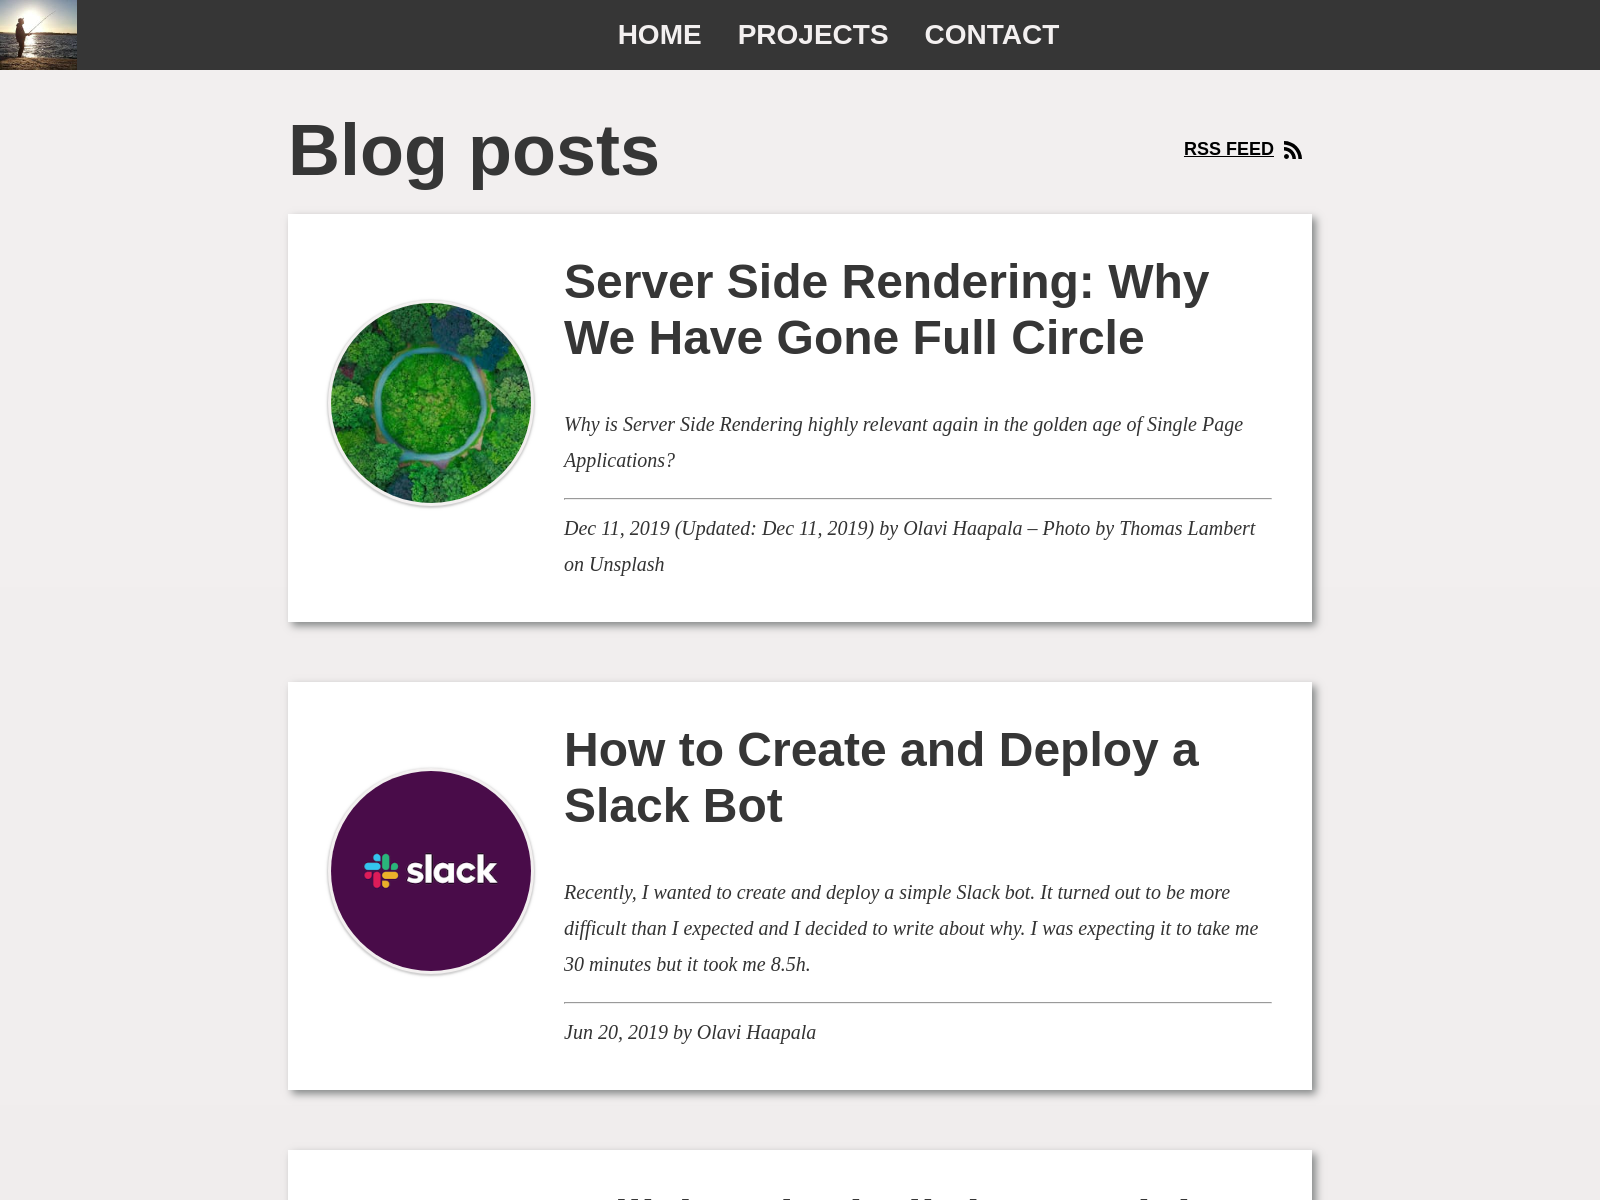 HOME PROJECTS CONTACT
Blog posts
RSS FEED
Server Side Rendering: Why
We Have Gone Full Circle
Why is Server Side Rendering highly relevant again in the golden age of Single Page
Applications?
Dec 11, 2019 (Updated: Dec 11, 2019) by Olavi Haapala – Photo by Thomas Lambert
on Unsplash
slack
How to Create and Deploy a
Slack Bot
Recently, I wanted to create and deploy a simple Slack bot. It turned out to be more
difficult than I expected and I decided to write about why. I was expecting it to take me
30 minutes but it took me 8.5h.
Jun 20, 2019 by Olavi Haapala